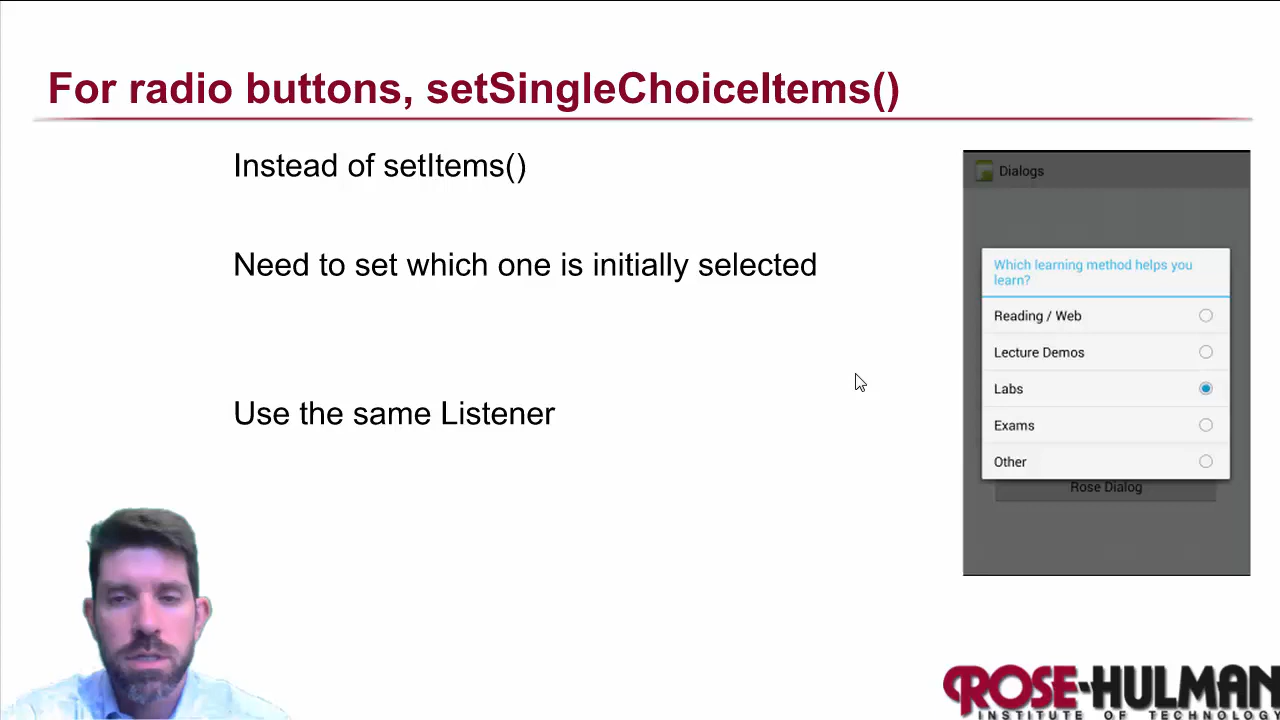 For radio buttons, setSingleChoiceItems()
Instead of setItems()
Need to set which one is initially selected
Use the same Listener
Dialogs
Which learning method helps you
learn?
Reading / Web
Lecture Demos
Labs
Exams
Other
Rose Dialog
ROSE-HULMAN
INSTITUTE OF TECHNOLOGY